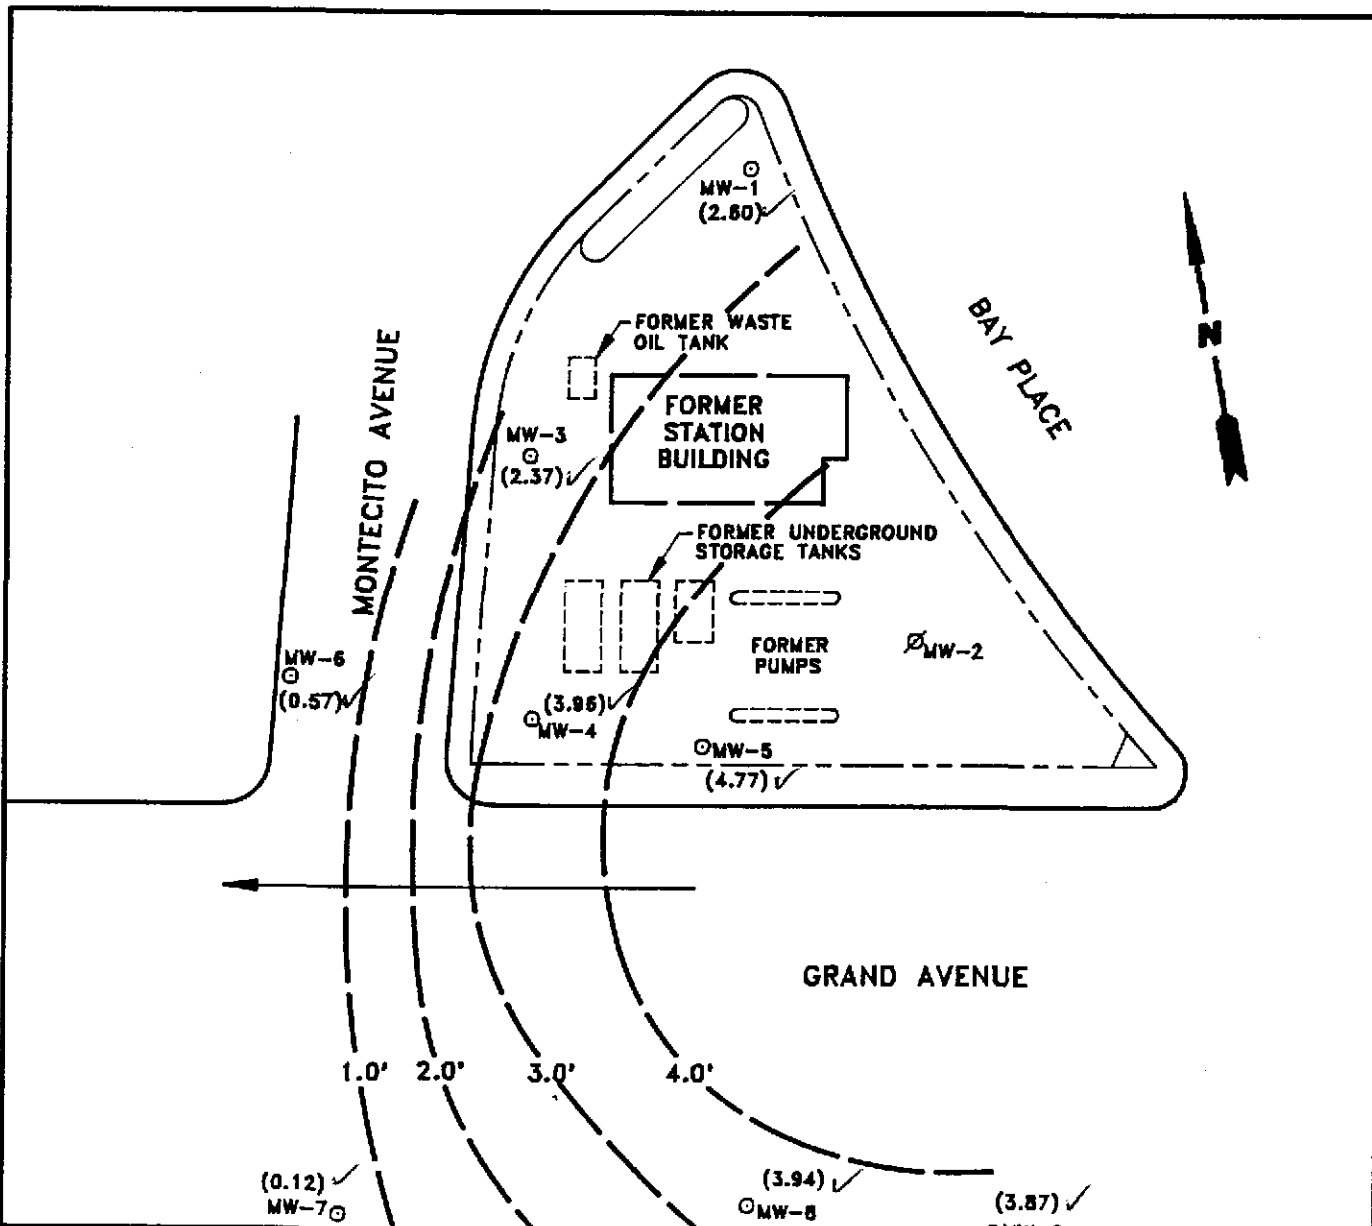 MW-1
(2.60)
FORMER WASTE
OIL TANK
BAY PLACE
N
MONTECITO AVENUE
FORMER
STATION
BUILDING
MW-3
(2.37)
FORMER UNDERGROUND
STORAGE TANKS
FORMER
PUMPS
MW-2
MW-6
(0.57)
(3.96)
MW-4
MW-5
(4.77)
GRAND AVENUE
1.0' 2.0' 3.0' 4.0'
(0.12)
MW-7
(3.94)
MW-8
(3.87)